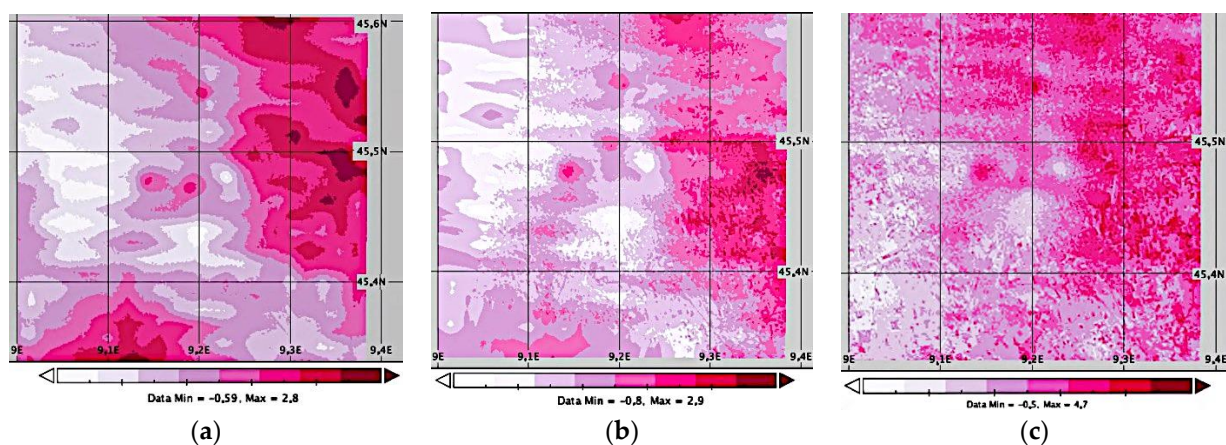 45,6N
45,5N
45,4N
9E 9,1E 9,2E 9,3E 9,4E
Data Min = -0,59, Max = 2,8
(a)
45,5N
45,4N
9E 9,1E 9,2E 9,3E 9,4E
Data Min = -0,8, Max = 2,9
(b)
45,5N
45,4N
9E 9,1E 9,2E 9,3E 9,4E
Data Min = -0,5, Max = 4,7
(c)